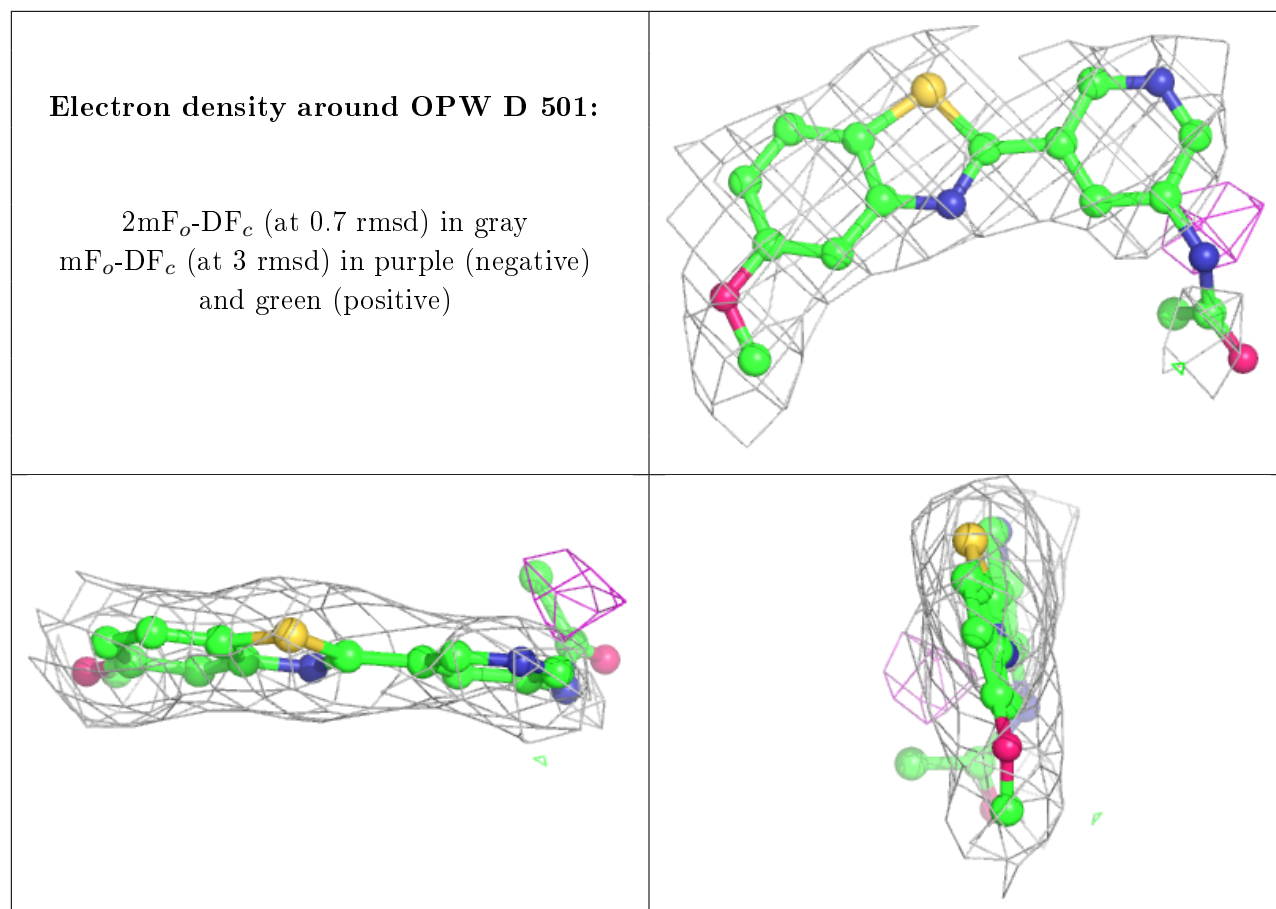 Electron density around OPW D 501:
2mFₒ-DF𝒸 (at 0.7 rmsd) in gray
mFₒ-DF𝒸 (at 3 rmsd) in purple (negative)
and green (positive)